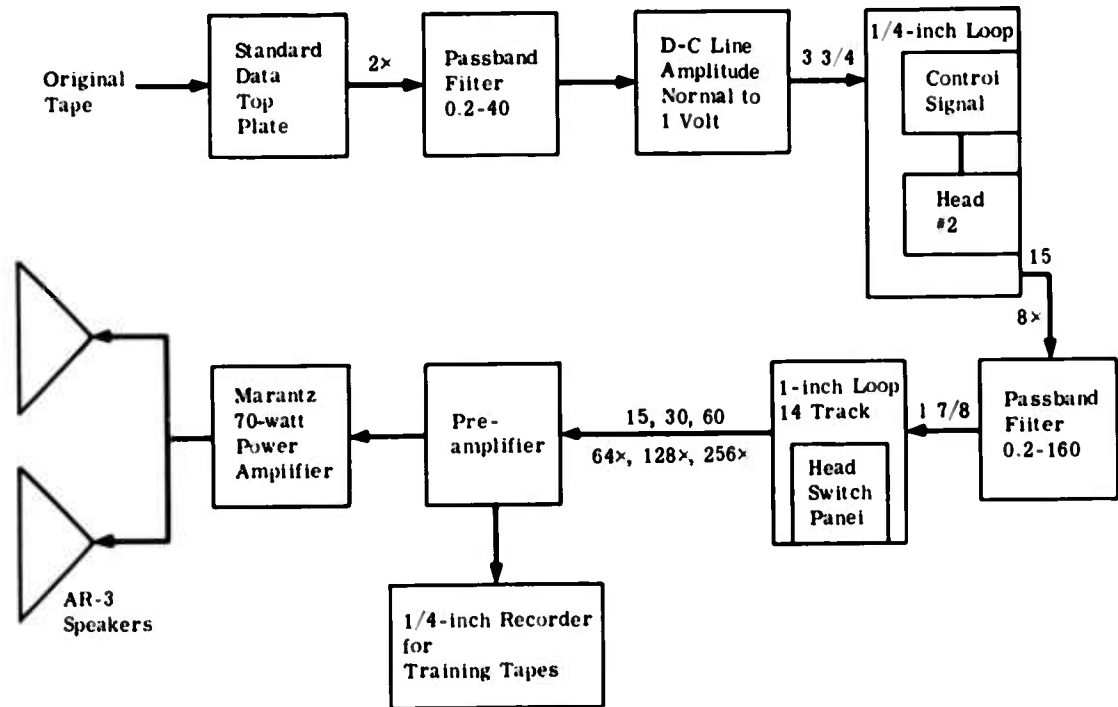 Original
Tape
Standard
Data
Top
Plate
2×
Passband
Filter
0.2-40
D-C Line
Amplitude
Normal to
1 Volt
3 3/4
1/4-inch Loop
Control
Signal
Head
#2
15
8×
Passband
Filter
0.2-160
1 7/8
1-inch Loop
14 Track
Head
Switch
Panel
15, 30, 60
64×, 128×, 256×
Pre-
amplifier
Marantz
70-watt
Power
Amplifier
AR-3
Speakers
1/4-inch Recorder
for
Training Tapes